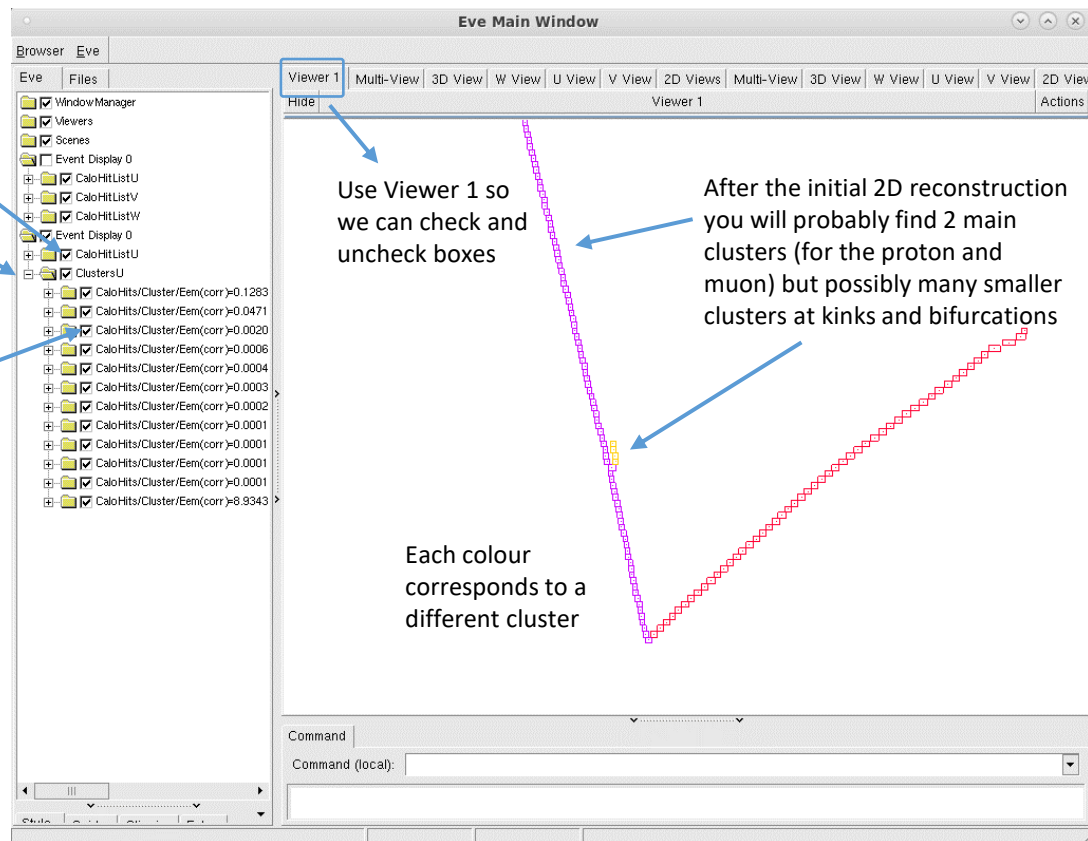 Eve Main Window
Browser Eve
Eve Files
WindowManager
Viewers
Scenes
Event Display 0
CaloHitListU
CaloHitListV
CaloHitListW
Event Display 0
CaloHitListU
ClustersU
CaloHits/Cluster/Eem(corr)=0.1283
CaloHits/Cluster/Eem(corr)=0.0471
CaloHits/Cluster/Eem(corr)=0.0020
CaloHits/Cluster/Eem(corr)=0.0006
CaloHits/Cluster/Eem(corr)=0.0004
CaloHits/Cluster/Eem(corr)=0.0003
CaloHits/Cluster/Eem(corr)=0.0002
CaloHits/Cluster/Eem(corr)=0.0001
CaloHits/Cluster/Eem(corr)=0.0001
CaloHits/Cluster/Eem(corr)=0.0001
CaloHits/Cluster/Eem(corr)=0.0001
CaloHits/Cluster/Eem(corr)=8.9343
Viewer 1 Multi-View 3D View W View U View V View 2D Views Multi-View 3D View W View U View V View 2D View
Hide Viewer 1 Actions
Use Viewer 1 so
we can check and
uncheck boxes
After the initial 2D reconstruction
you will probably find 2 main
clusters (for the proton and
muon) but possibly many smaller
clusters at kinks and bifurcations
Each colour
corresponds to a
different cluster
Command
Command (local):